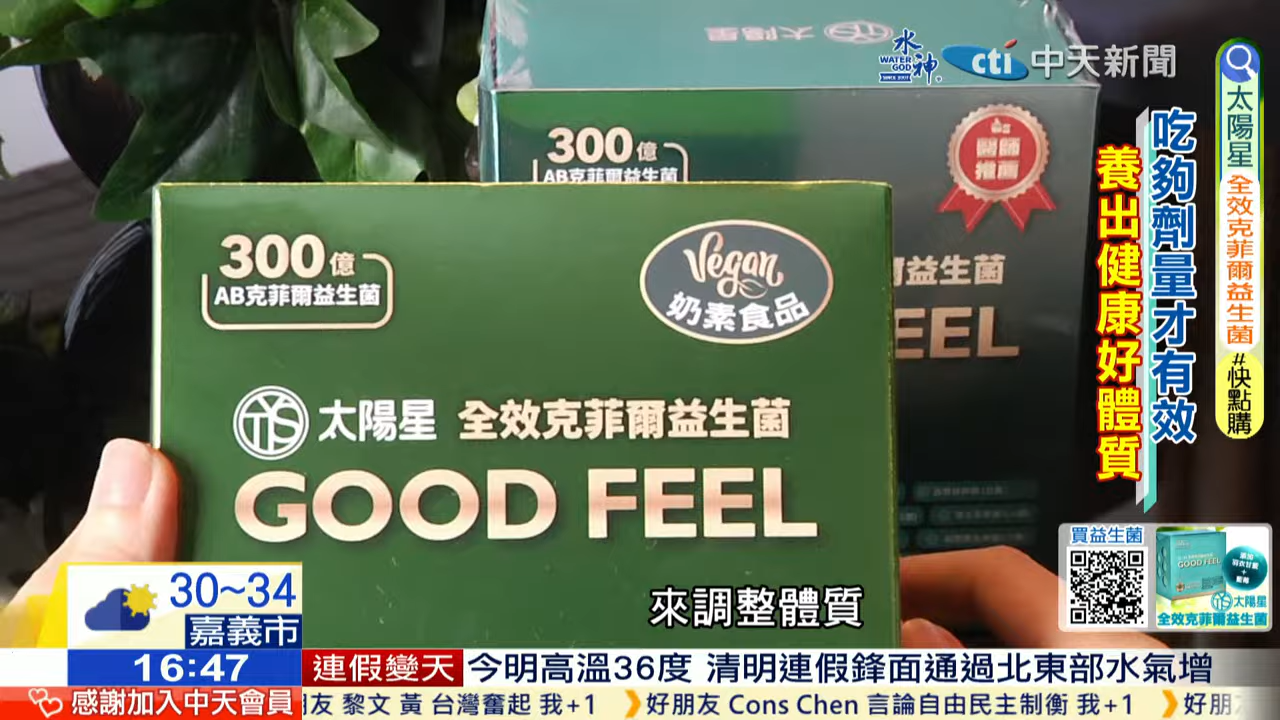 太陽星
水神
WATER GOD
SINCE 2007
cti 中天新聞
太陽星 全效克菲爾益生菌 #快點購
吃夠劑量才有效
養出健康好體質
300億
AB克菲爾益生菌
醫師
推薦
爾益生菌
EEL
300億
AB克菲爾益生菌
Vegan
奶素食品
太陽星 全效克菲爾益生菌
GOOD FEEL
買益生菌
GOOD FEEL
太陽星
全效克菲爾益生菌
來調整體質
30~34
嘉義市
16:47
連假變天 今明高溫36度 清明連假鋒面通過北東部水氣增
感謝加入中天會員 朋友 黎文 黃 台灣奮起 我+1 》好朋友 Cons Chen 言論自由民主制衡 我+1 》好朋